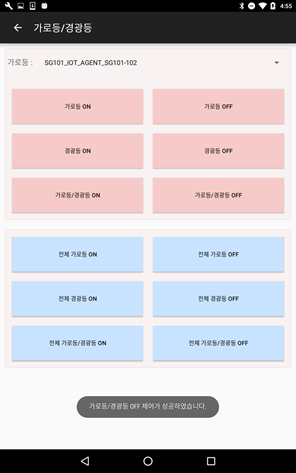 4:55
가로등/경광등
가로등 : SG101_IOT_AGENT_SG101-102
가로등 ON 가로등 OFF
경광등 ON 경광등 OFF
가로등/경광등 ON 가로등/경광등 OFF
전체 가로등 ON 전체 가로등 OFF
전체 경광등 ON 전체 경광등 OFF
전체 가로등/경광등 ON 전체 가로등/경광등 OFF
가로등/경광등 OFF 제어가 성공하였습니다.